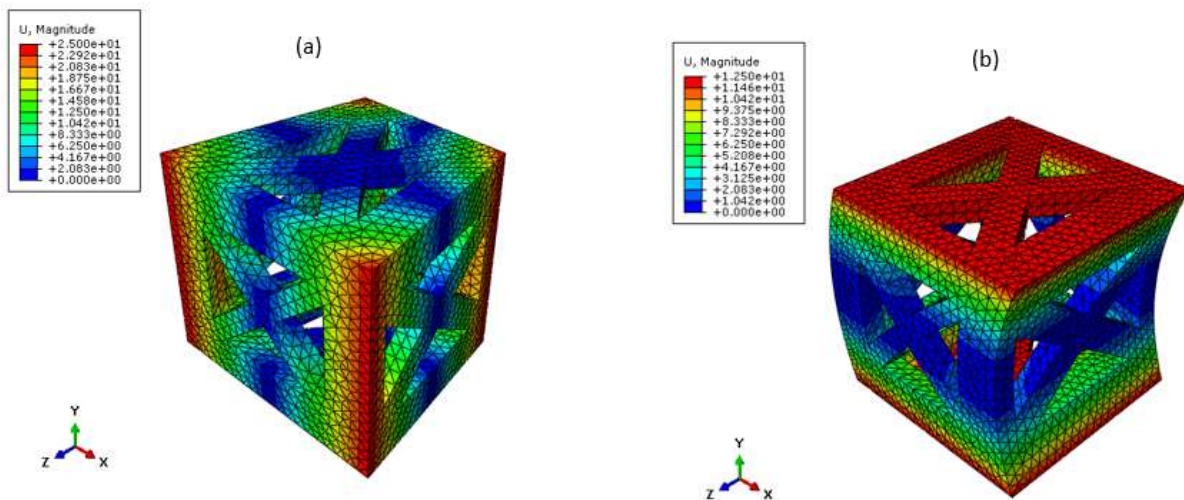 (a)
U, Magnitude
+2.500e+01
+2.292e+01
+2.083e+01
+1.875e+01
+1.667e+01
+1.458e+01
+1.250e+01
+1.042e+01
+8.333e+00
+6.250e+00
+4.167e+00
+2.083e+00
+0.000e+00
Y
Z
X
(b)
U, Magnitude
+1.250e+01
+1.146e+01
+1.042e+01
+9.375e+00
+8.333e+00
+7.292e+00
+6.250e+00
+5.208e+00
+4.167e+00
+3.125e+00
+2.083e+00
+1.042e+00
+0.000e+00
Y
Z
X